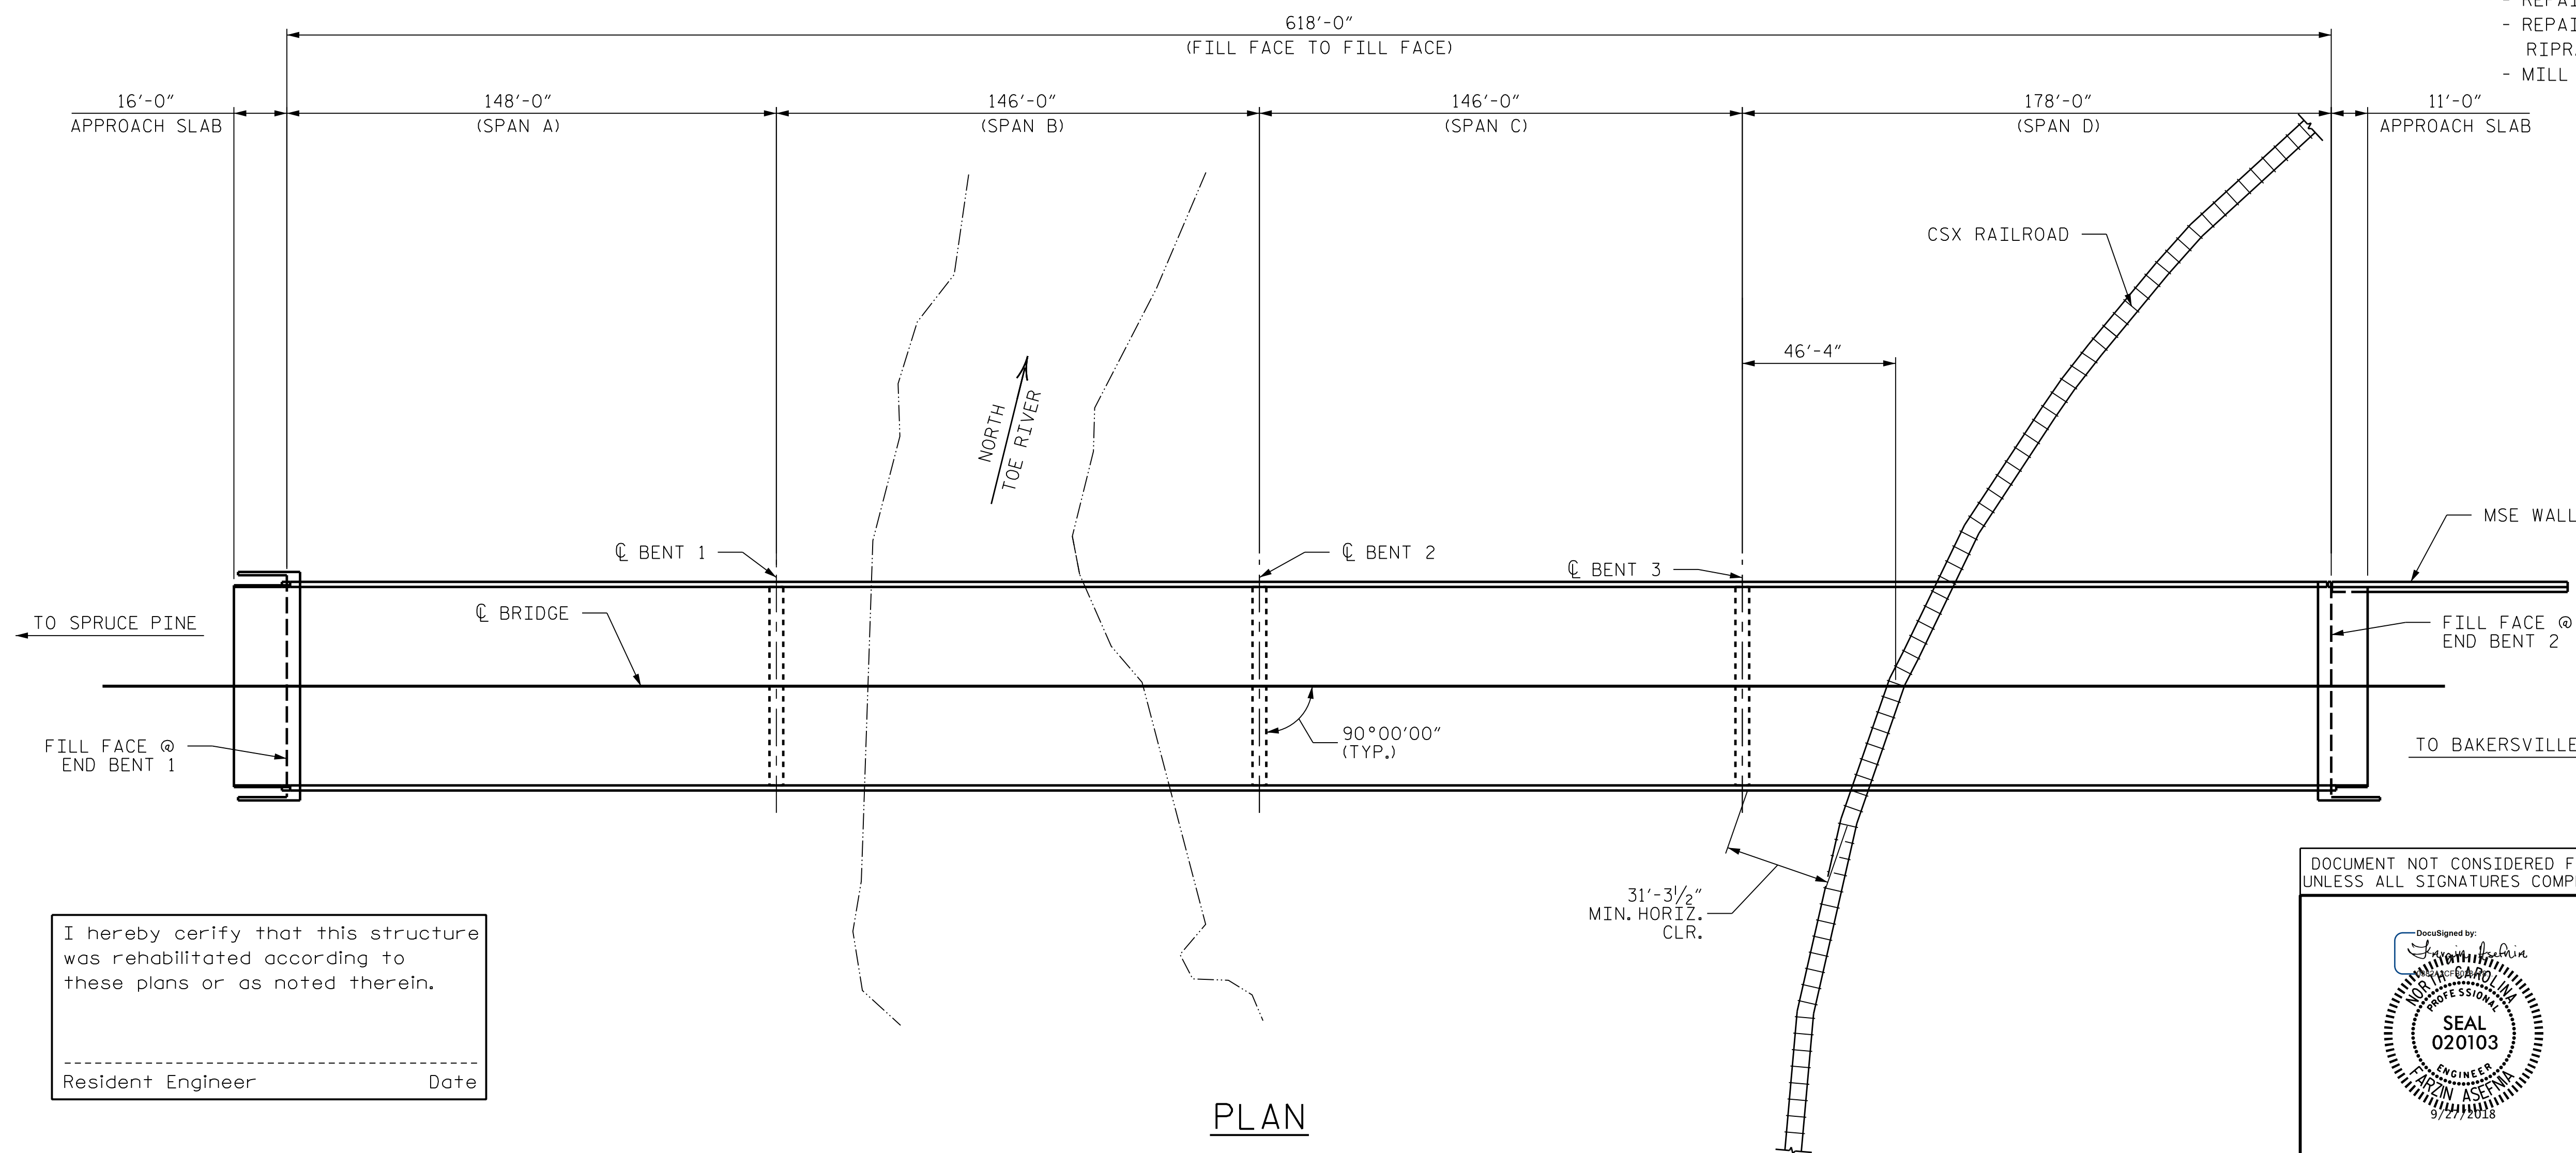 - REPAI
- REPAI
RIPR
- MILL
618'-0"
(FILL FACE TO FILL FACE)
16'-0"
APPROACH SLAB
148'-0"
(SPAN A)
146'-0"
(SPAN B)
146'-0"
(SPAN C)
178'-0"
(SPAN D)
11'-0"
APPROACH SLAB
CSX RAILROAD
46'-4"
NORTH
TOE RIVER
MSE WALL
℄ BENT 1
℄ BENT 2
℄ BENT 3
℄ BRIDGE
TO SPRUCE PINE
FILL FACE @
END BENT 2
FILL FACE @
END BENT 1
90°00'00"
(TYP.)
TO BAKERSVILLE
31'-3½"
MIN. HORIZ.
CLR.
DOCUMENT NOT CONSIDERED F
UNLESS ALL SIGNATURES COMP
I hereby cerify that this structure
was rehabilitated according to
these plans or as noted therein.
Resident Engineer Date
DocuSigned by:
NORTH CAROLINA
PROFESSIONAL
SEAL
020103
ENGINEER
FARZIN ASEFNIA
9/27/2018
PLAN